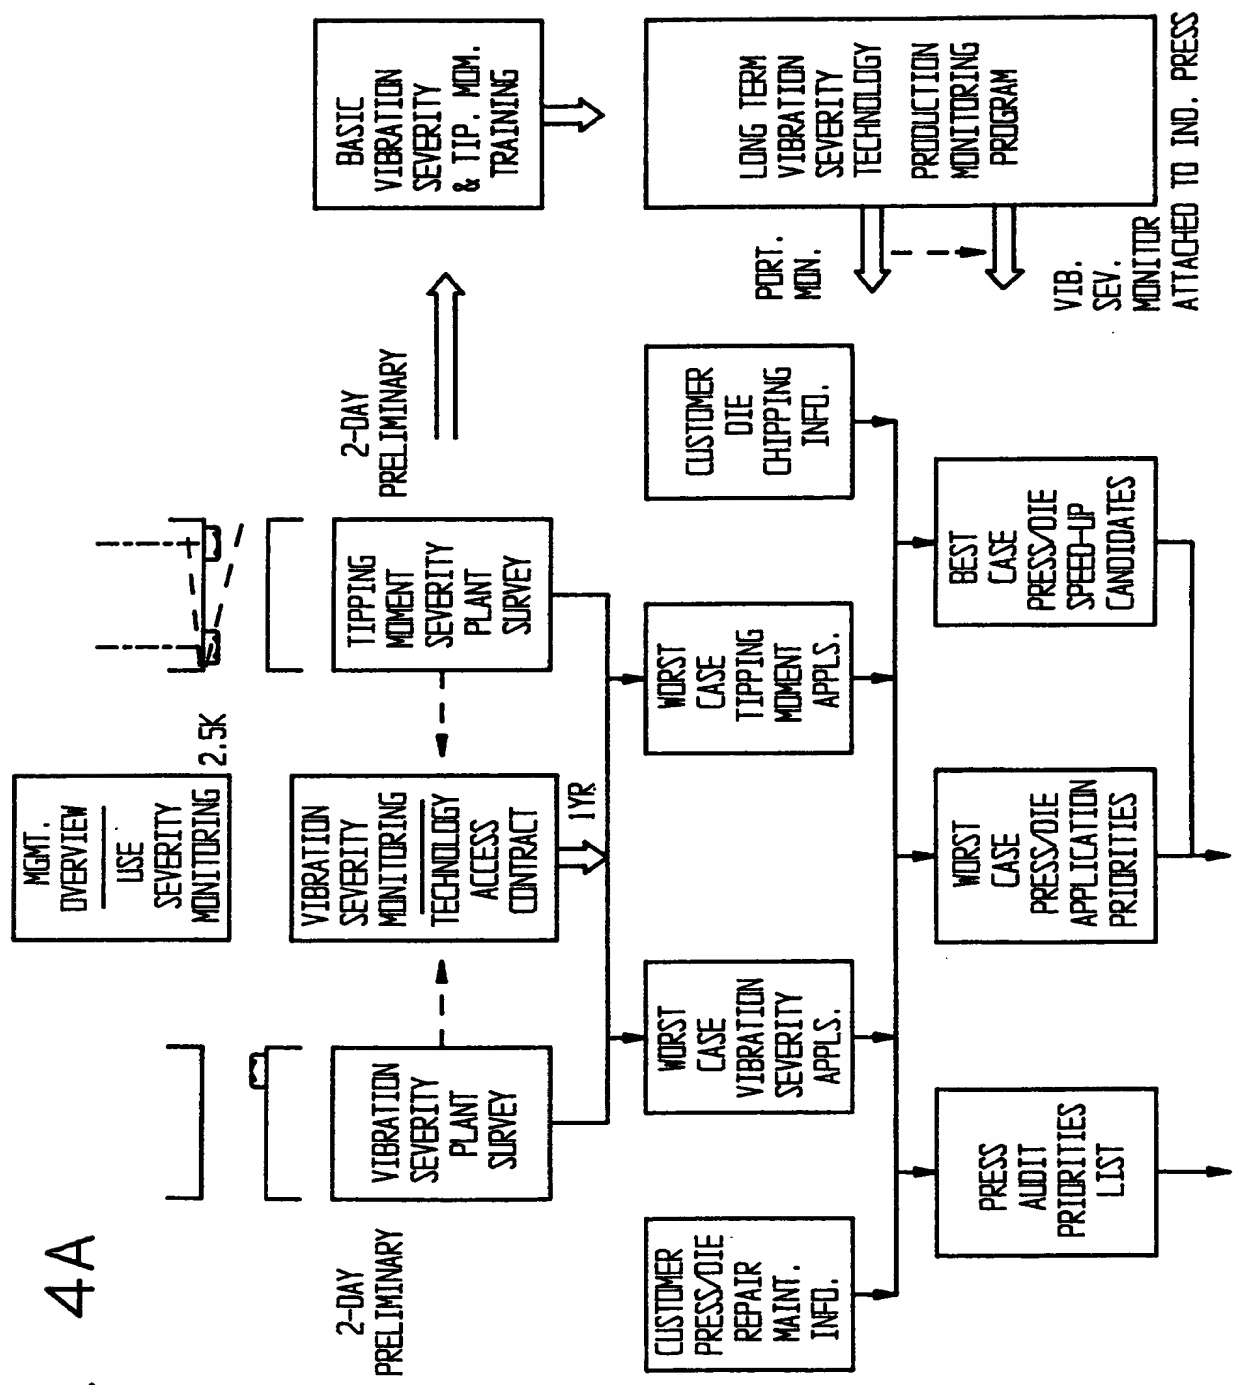 4A
MGMT.
OVERVIEW
USE
SEVERITY
MONITORING
2.5K
2-DAY
PRELIMINARY
VIBRATION
SEVERITY
PLANT
SURVEY
VIBRATION
SEVERITY
MONITORING
TECHNOLOGY
ACCESS
CONTRACT
1YR
TIPPING
MOMENT
SEVERITY
PLANT
SURVEY
2-DAY
PRELIMINARY
BASIC
VIBRATION
SEVERITY
& TIP. MOM.
TRAINING
CUSTOMER
PRESS/DIE
REPAIR
MAINT.
INFO.
WORST
CASE
VIBRATION
SEVERITY
APPLS.
WORST
CASE
TIPPING
MOMENT
APPLS.
CUSTOMER
DIE
CHIPPING
INFO.
PORT.
MON.
LONG TERM
VIBRATION
SEVERITY
TECHNOLOGY
PRODUCTION
MONITORING
PROGRAM
VIB.
SEV.
MONITOR
ATTACHED TO IND. PRESS
PRESS
AUDIT
PRIORITIES
LIST
WORST
CASE
PRESS/DIE
APPLICATION
PRIORITIES
BEST
CASE
PRESS/DIE
SPEED-UP
CANDIDATES